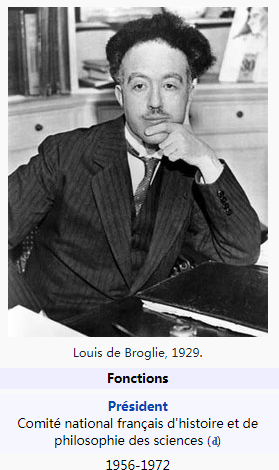 Louis de Broglie, 1929.
Fonctions
Président
Comité national français d'histoire et de
philosophie des sciences (d)
1956-1972